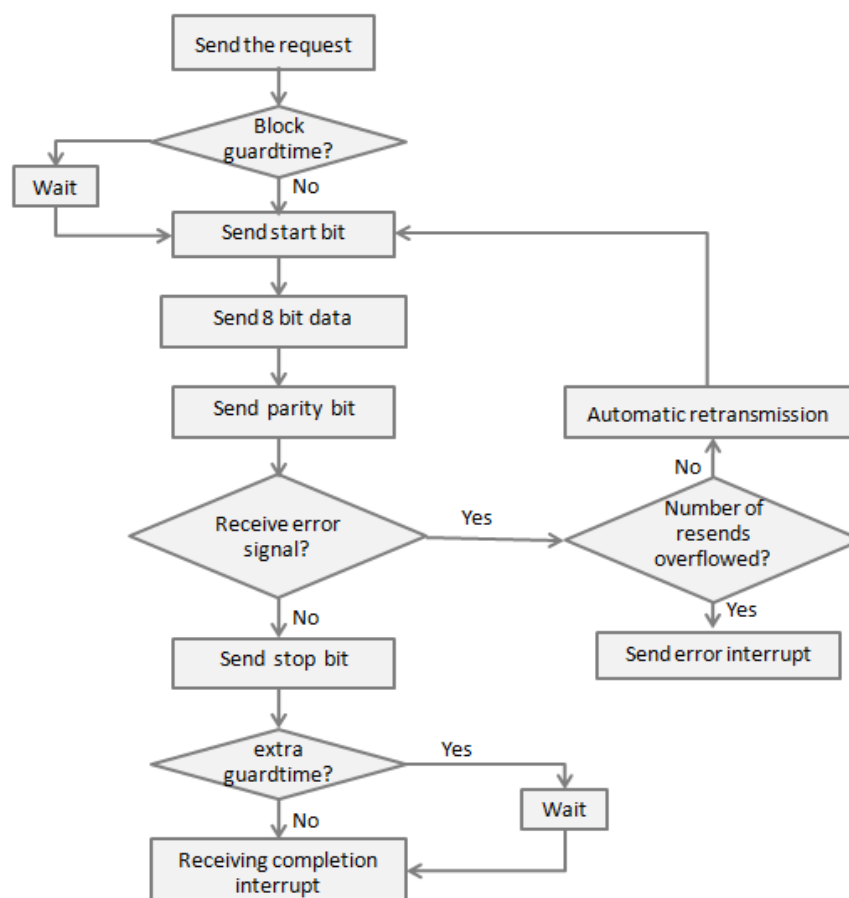 Send the request
Block
guardtime?
Wait
No
Send start bit
Send 8 bit data
Send parity bit
Automatic retransmission
No
Receive error
signal?
Yes
Number of
resends
overflowed?
No
Yes
Send stop bit
Send error interrupt
extra
guardtime?
Yes
Wait
No
Receiving completion
interrupt